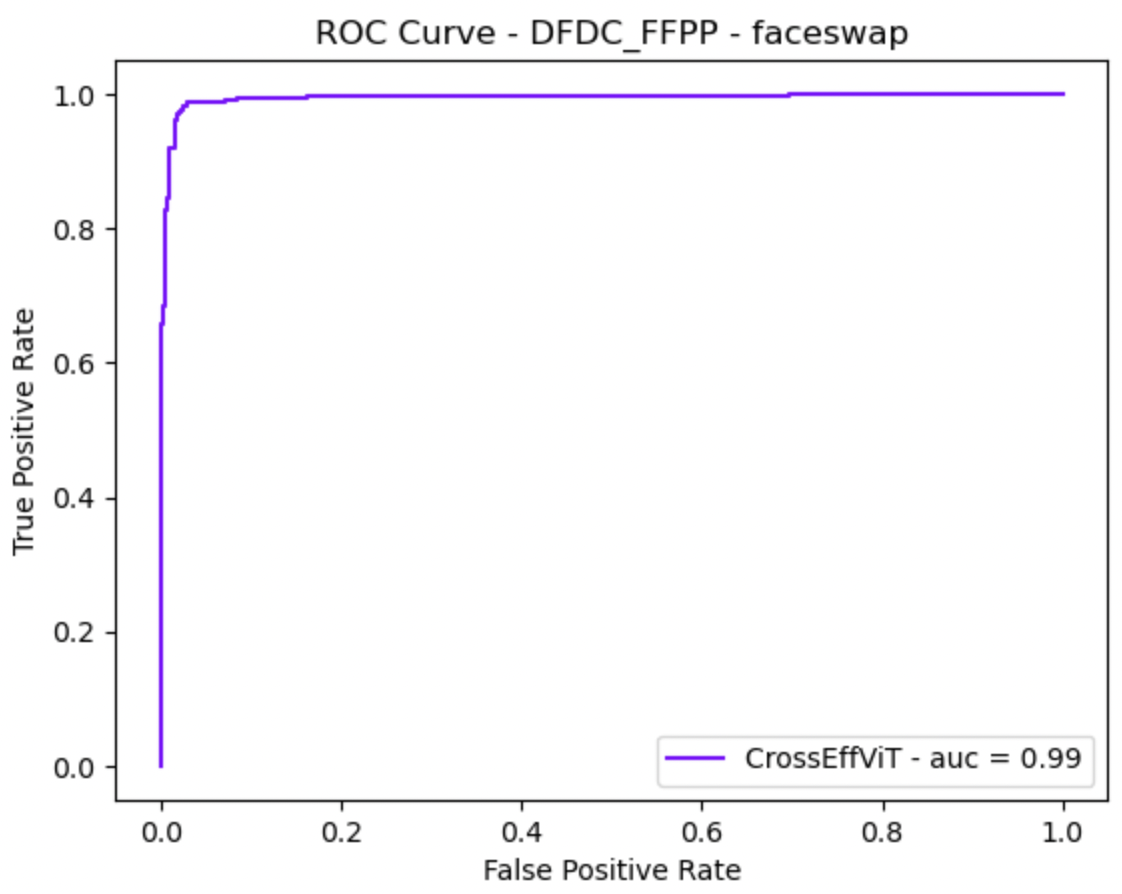 ROC Curve - DFDC_FFPP - faceswap
1.0
0.8
0.6
0.4
0.2
0.0
True Positive Rate
CrossEffViT - auc = 0.99
0.0 0.2 0.4 0.6 0.8 1.0
False Positive Rate